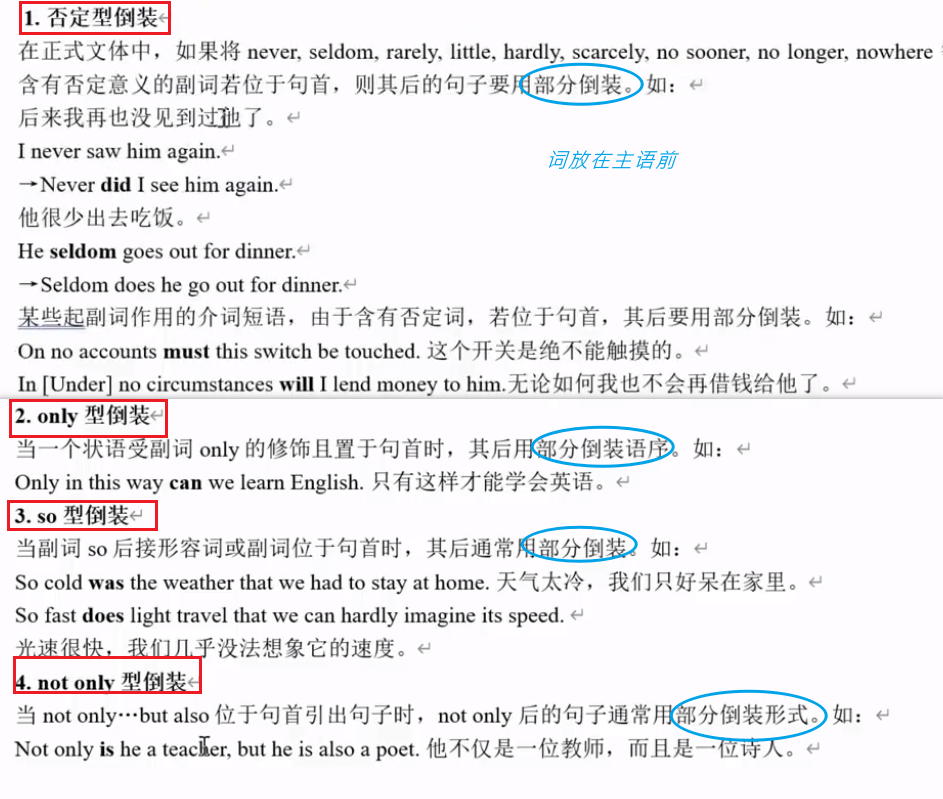 1. 否定型倒装
在正式文体中，如果将 never, seldom, rarely, little, hardly, scarcely, no sooner, no longer, nowhere
含有否定意义的副词若位于句首，则其后的句子要用部分倒装。如：
后来我再也没见到过他了。
I never saw him again.
词放在主语前
→Never did I see him again.
他很少出去吃饭。
He seldom goes out for dinner.
→Seldom does he go out for dinner.
某些起副词作用的介词短语，由于含有否定词，若位于句首，其后要用部分倒装。如：
On no accounts must this switch be touched. 这个开关是绝不能触摸的。
In [Under] no circumstances will I lend money to him.无论如何我也不会再借钱给他了。
2. only 型倒装
当一个状语受副词 only 的修饰且置于句首时，其后用部分倒装语序。如：
Only in this way can we learn English. 只有这样才能学会英语。
3. so 型倒装
当副词 so 后接形容词或副词位于句首时，其后通常用部分倒装。如：
So cold was the weather that we had to stay at home. 天气太冷，我们只好呆在家里。
So fast does light travel that we can hardly imagine its speed.
光速很快，我们几乎没法想象它的速度。
4. not only 型倒装
当 not only…but also 位于句首引出句子时，not only 后的句子通常用部分倒装形式。如：
Not only is he a teacher, but he is also a poet. 他不仅是一位教师，而且是一位诗人。